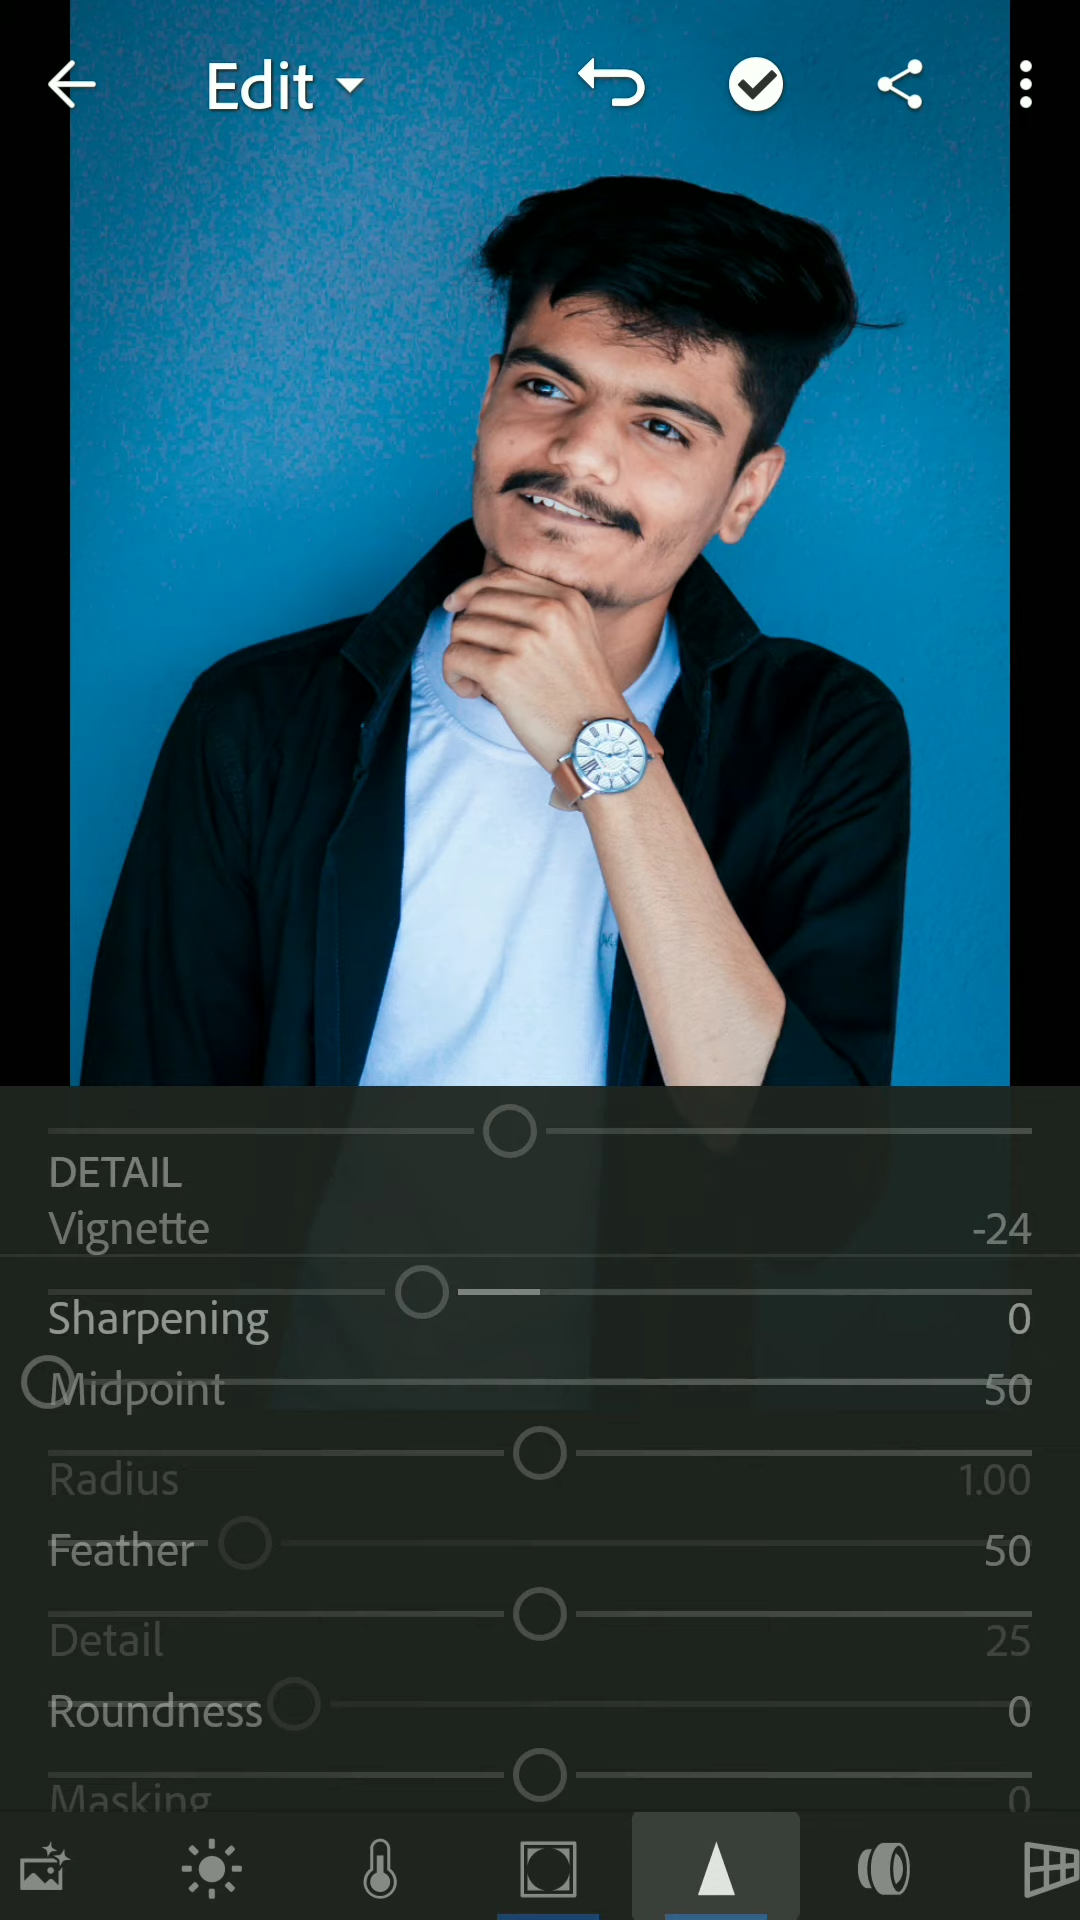 Edit
DETAIL
Vignette -24
Sharpening 0
Midpoint 50
Radius 1.00
Feather 50
Detail 25
Roundness 0
Masking 0